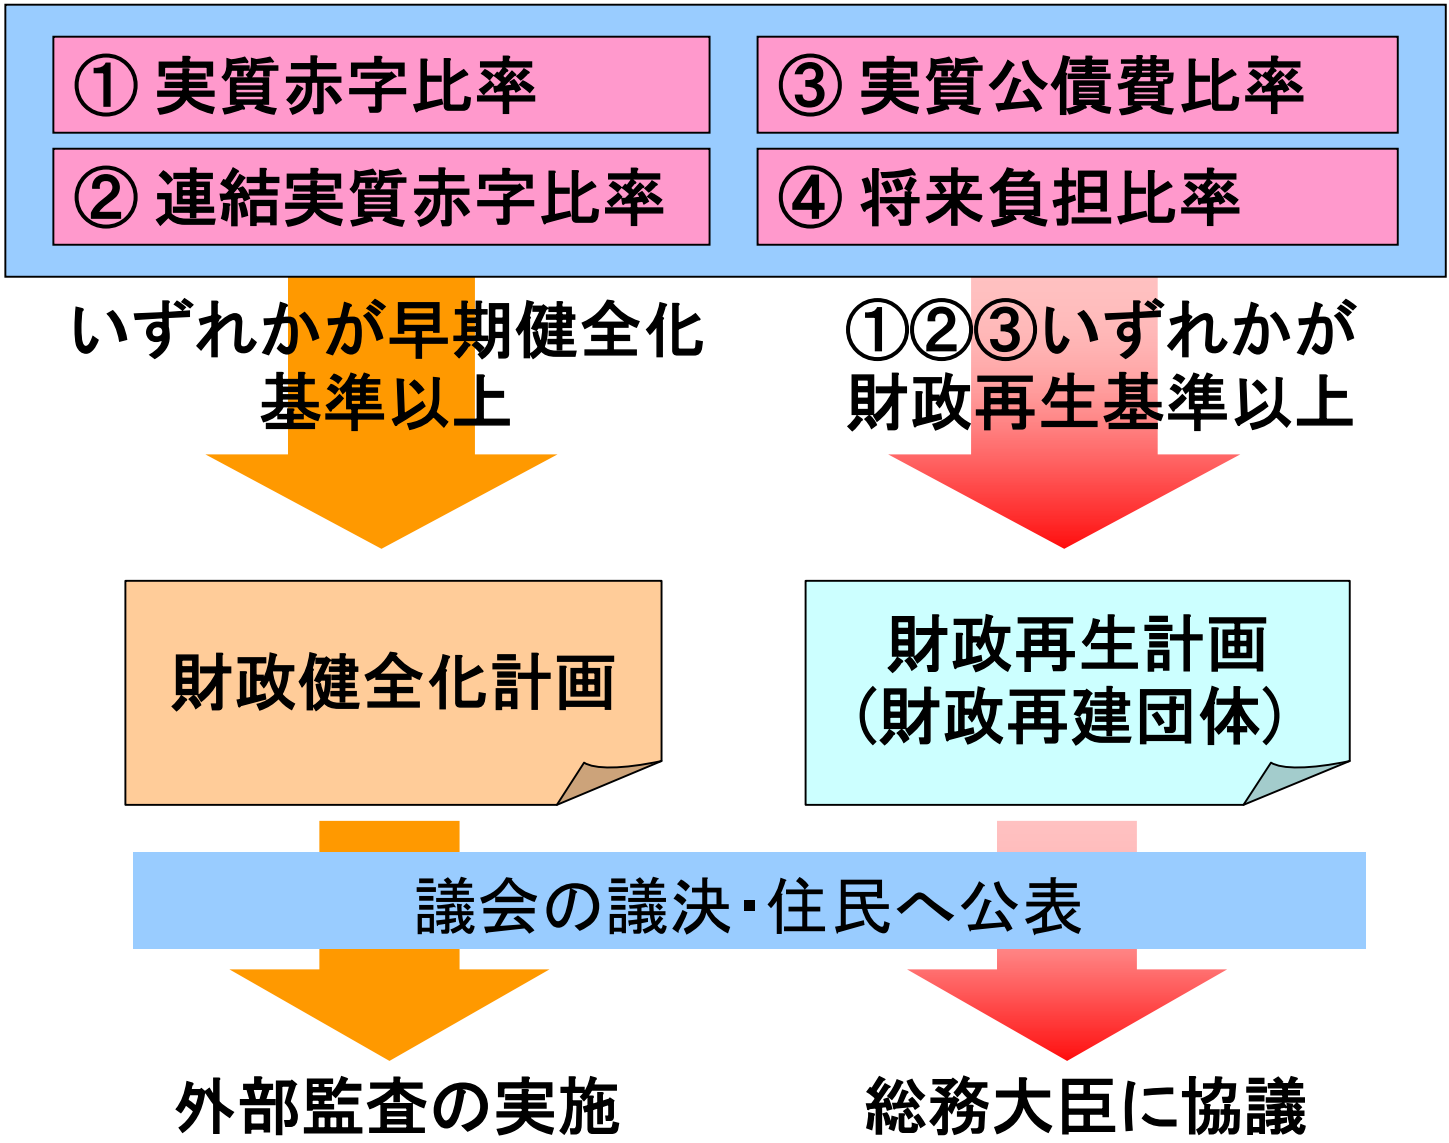 ① 実質赤字比率
② 連結実質赤字比率
③ 実質公債費比率
④ 将来負担比率
いずれかが早期健全化
基準以上
①②③いずれかが
財政再生基準以上
財政健全化計画
財政再生計画
(財政再建団体)
議会の議決・住民へ公表
外部監査の実施
総務大臣に協議